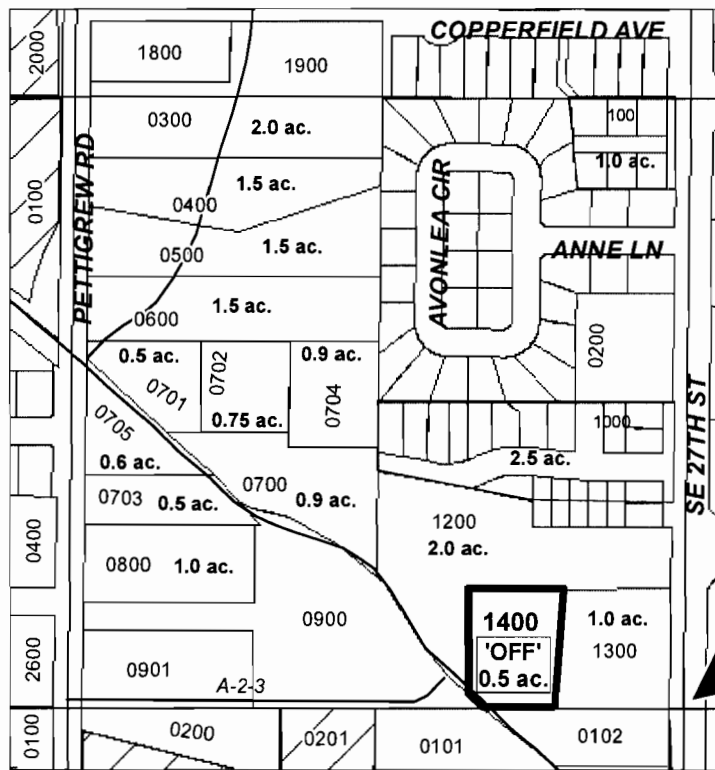 COPPERFIELD AVE
2000
1800
1900
0300
2.0 ac.
100
1.0 ac.
PETTIGREW RD
0100
1.5 ac.
0400
AVONLEA CIR
0500
1.5 ac.
ANNE LN
0600
1.5 ac.
0.5 ac.
0702
0.9 ac.
0200
0701
0704
SE 27TH ST
0705
0.75 ac.
1000
0.6 ac.
2.5 ac.
0700
0703
0.5 ac.
0.9 ac.
0400
1200
2.0 ac.
0800
1.0 ac.
0900
1400
1.0 ac.
'OFF'
1300
0.5 ac.
2600
0901
A-2-3
0100
0200
0201
0101
0102